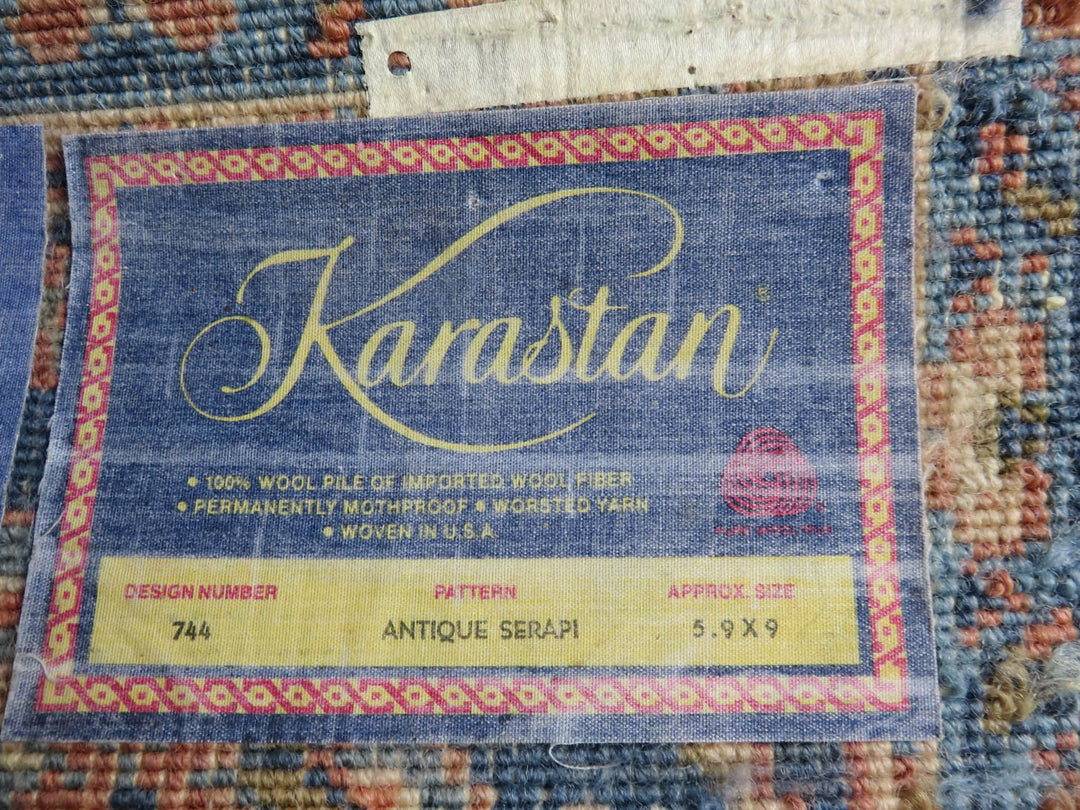 Karastan
• 100% WOOL PILE OF IMPORTED WOOL FIBER
• PERMANENTLY MOTHPROOF • WORSTED YARN
• WOVEN IN U.S.A.
DESIGN NUMBER PATTERN APPROX. SIZE
744 ANTIQUE SERAPI 5.9 X 9